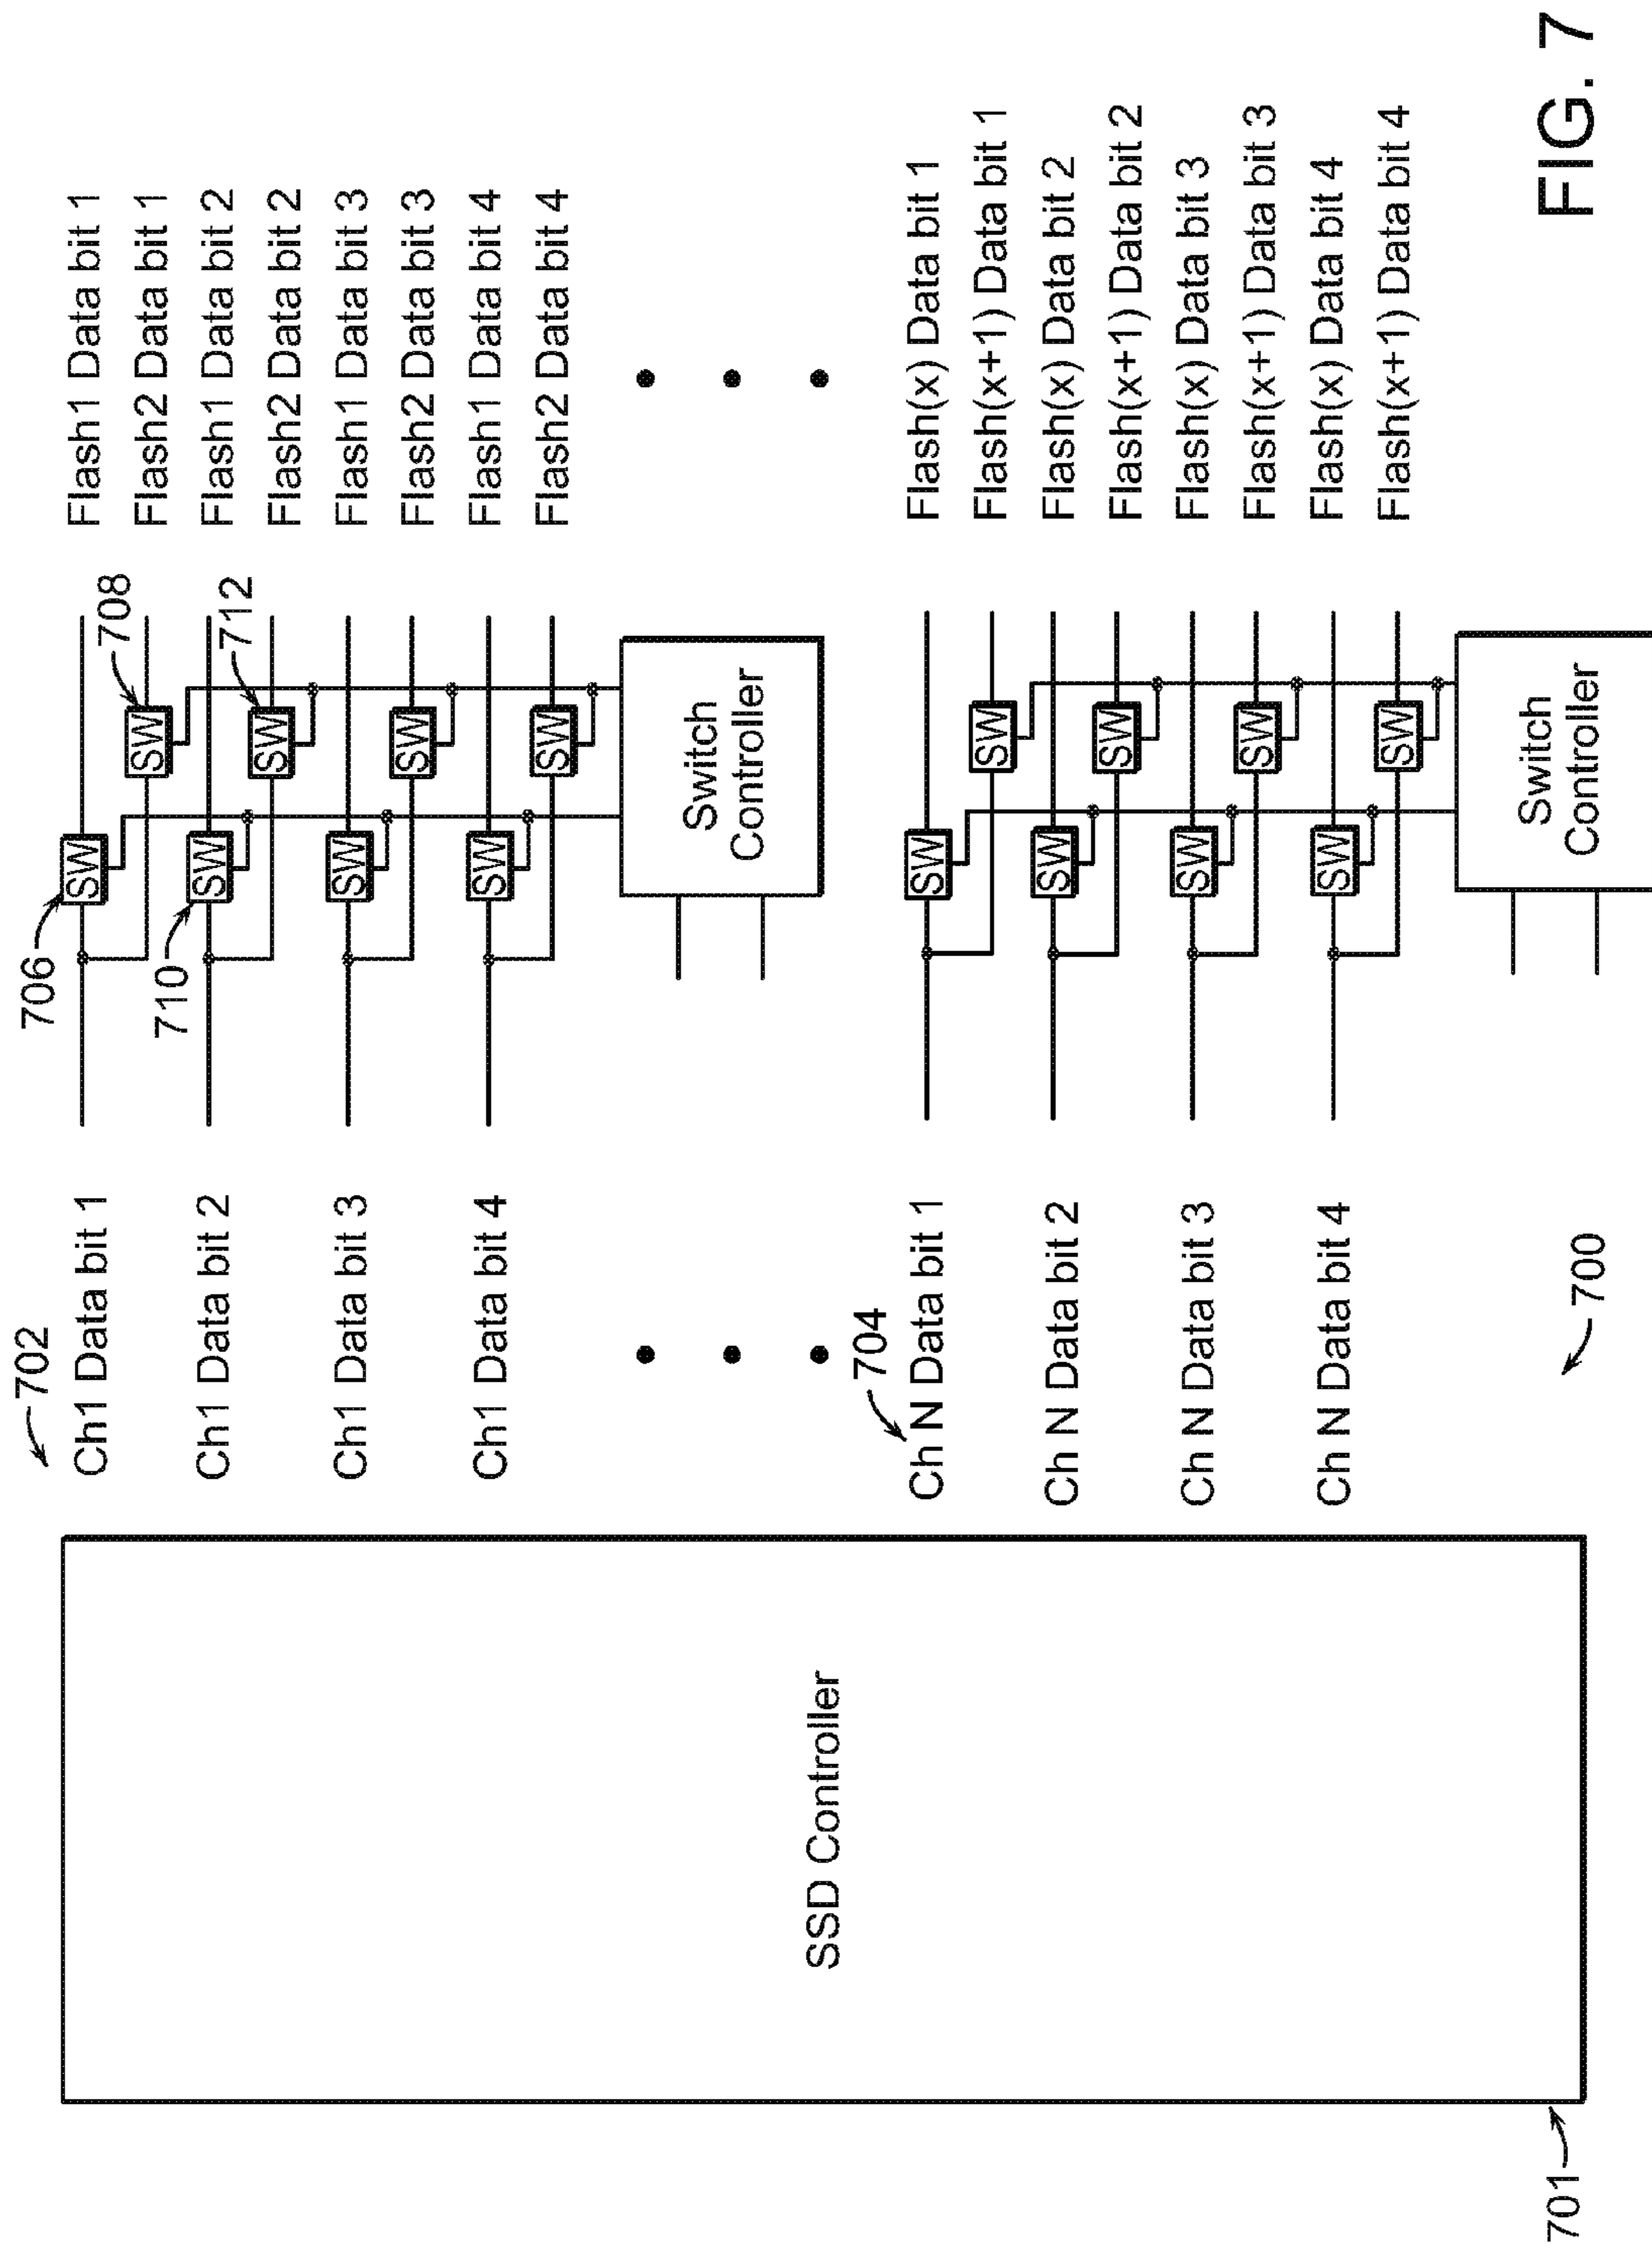 701
SSD Controller
702
Ch1 Data bit 1
Ch1 Data bit 2
Ch1 Data bit 3
Ch1 Data bit 4
704
Ch N Data bit 1
Ch N Data bit 2
Ch N Data bit 3
Ch N Data bit 4
700
706
SW
708
SW
710
SW
712
SW
SW
SW
SW
SW
Switch
Controller
SW
SW
SW
SW
SW
SW
SW
SW
Switch
Controller
Flash1 Data bit 1
Flash2 Data bit 1
Flash1 Data bit 2
Flash2 Data bit 2
Flash1 Data bit 3
Flash2 Data bit 3
Flash1 Data bit 4
Flash2 Data bit 4
Flash(x) Data bit 1
Flash(x+1) Data bit 1
Flash(x) Data bit 2
Flash(x+1) Data bit 2
Flash(x) Data bit 3
Flash(x+1) Data bit 3
Flash(x) Data bit 4
Flash(x+1) Data bit 4
FIG. 7